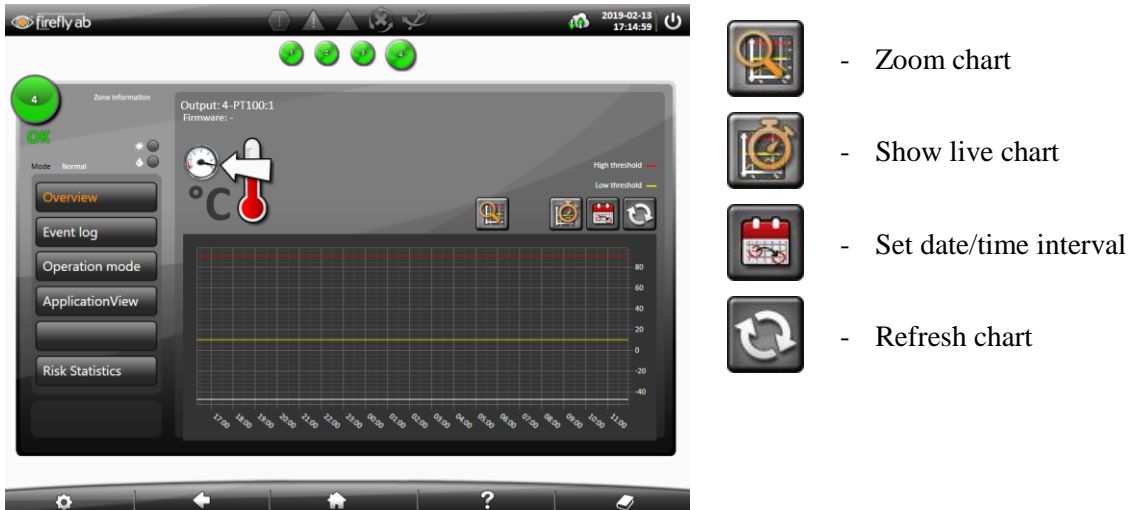 firefly ab
2019-02-13
17:14:59
1 2 3 4
4
Zone information
OK
Mode Normal
Overview
Event log
Operation mode
ApplicationView
Risk Statistics
Output: 4-PT100:1
Firmware: -
°C
High threshold
Low threshold
80
60
40
20
0
-20
-40
17:00 18:00 19:00 20:00 21:00 22:00 23:00 00:00 01:00 02:00 03:00 04:00 05:00 06:00 07:00 08:00 09:00 10:00 11:00
?
- Zoom chart
- Show live chart
- Set date/time interval
- Refresh chart